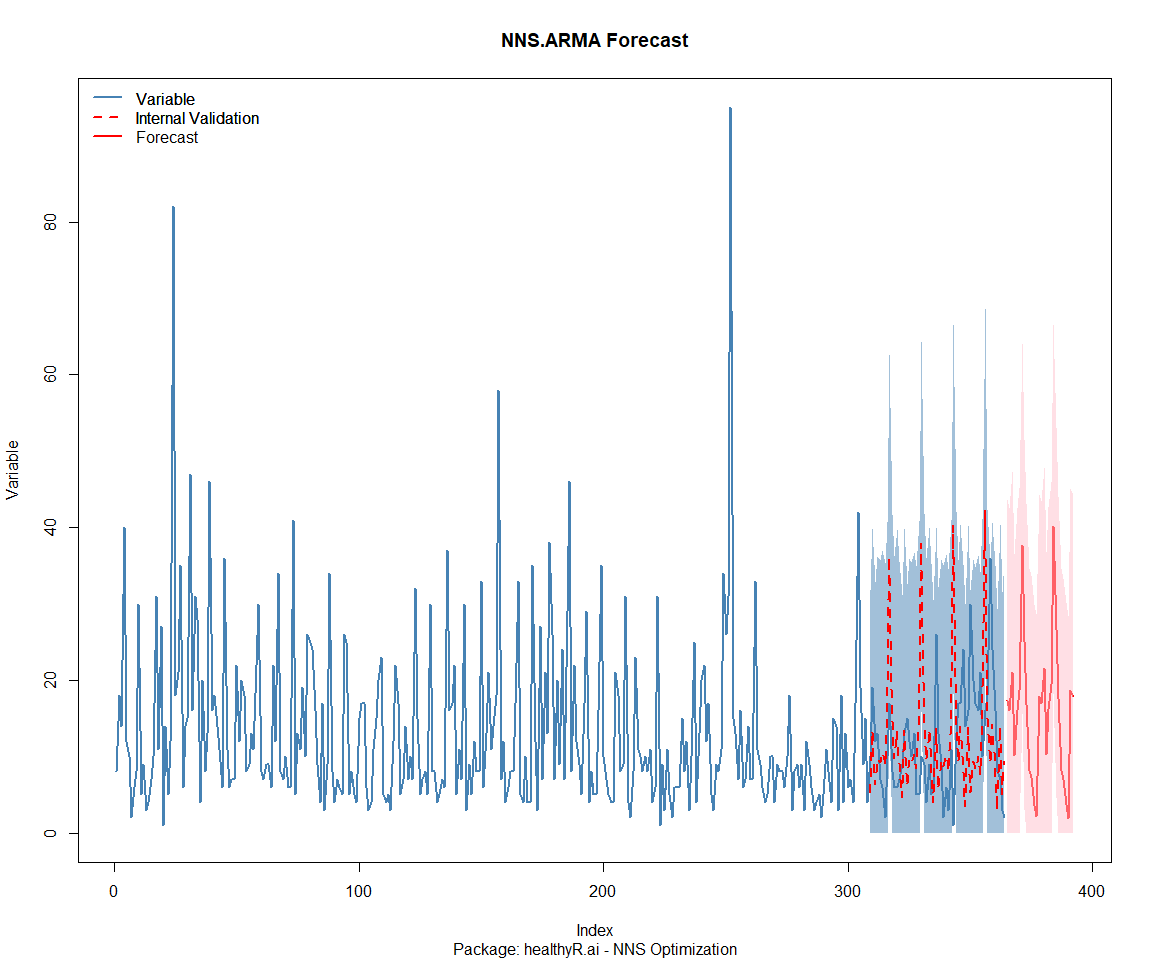 NNS.ARMA Forecast
Variable
Internal Validation
Forecast
Variable
80
60
40
20
0
0 100 200 300 400
Index
Package: healthyR.ai - NNS Optimization